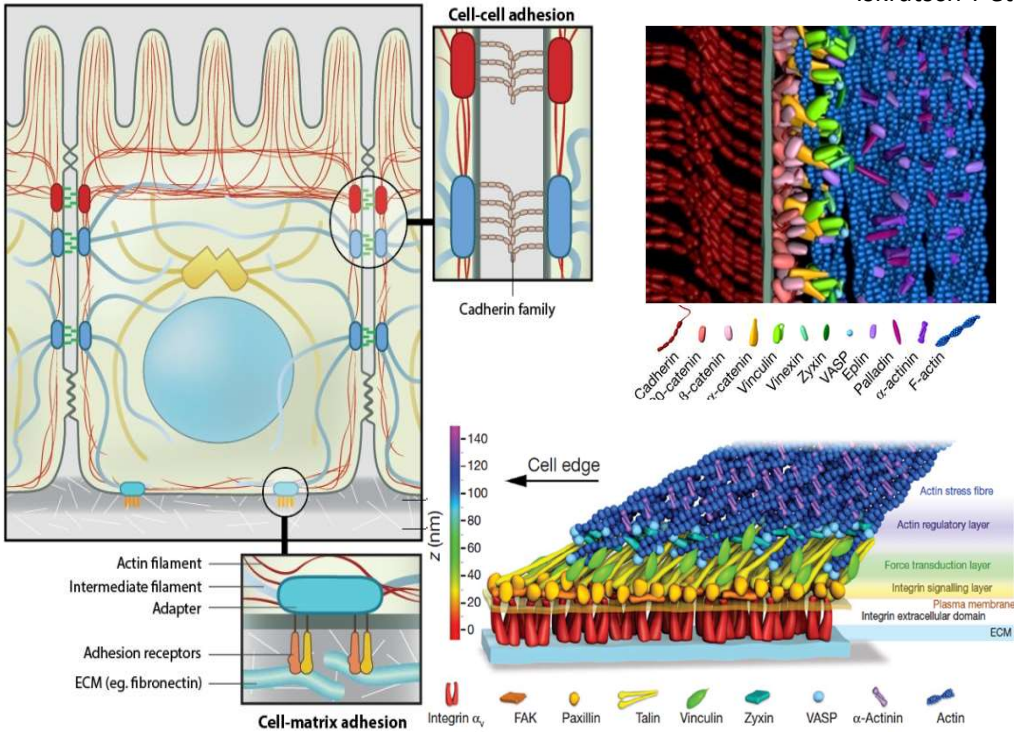 Cell-cell adhesion
Cadherin family
Cadherin
β-catenin
α-catenin
Vinculin
Vinexin
Zyxin
VASP
Eplin
Palladin
α-actinin
F-actin
Actin filament
Intermediate filament
Adapter
Adhesion receptors
ECM (eg. fibronectin)
Cell-matrix adhesion
z (nm)
140
120
100
80
60
40
20
0
Cell edge
Actin stress fibre
Actin regulatory layer
Force transduction layer
Integrin signalling layer
Plasma membrane
Integrin extracellular domain
ECM
Integrin αv
FAK
Paxillin
Talin
Vinculin
Zyxin
VASP
α-Actinin
Actin